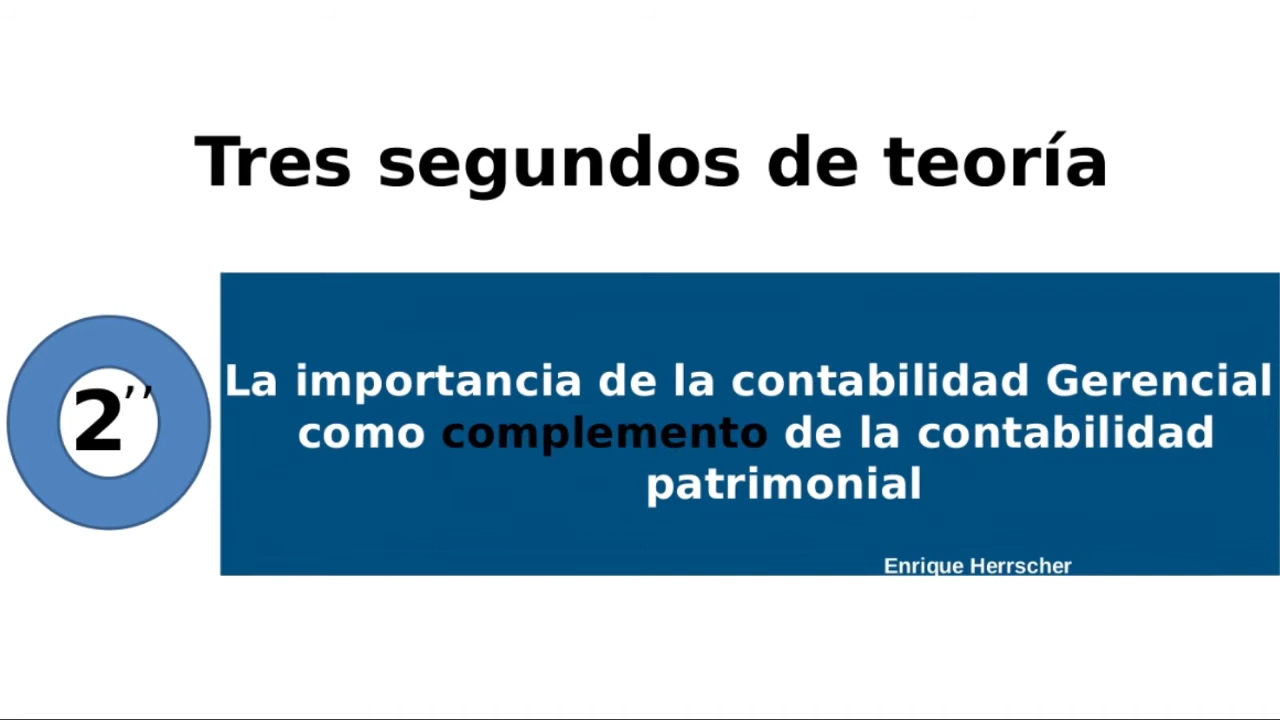 Tres segundos de teoría
2’’
La importancia de la contabilidad Gerencial
como complemento de la contabilidad
patrimonial
Enrique Herrscher